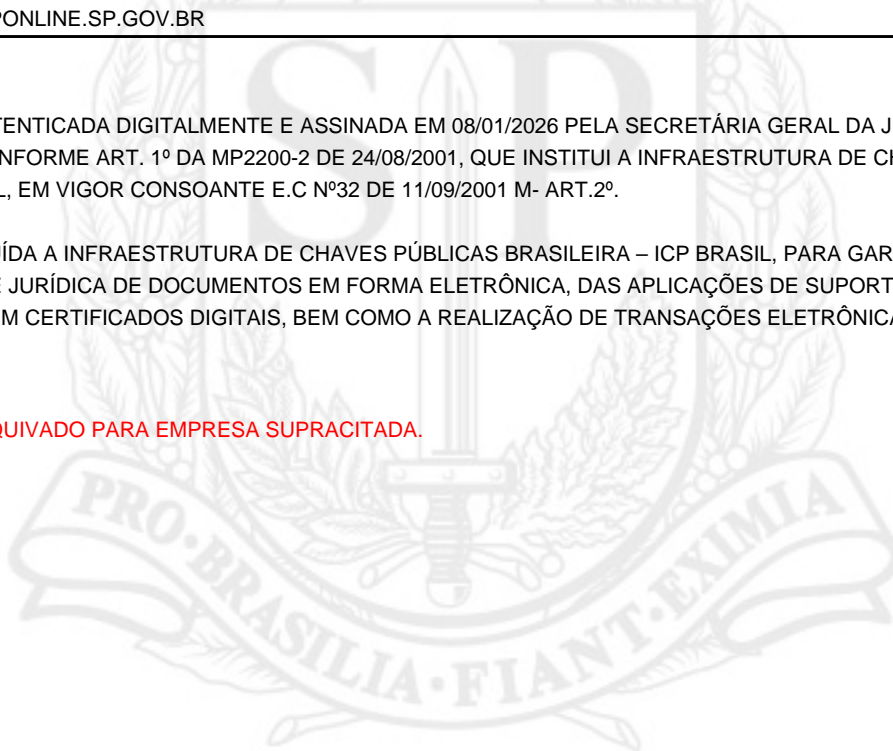 PONLINE.SP.GOV.BR
TENTICADA DIGITALMENTE E ASSINADA EM 08/01/2026 PELA SECRETÁRIA GERAL DA J
NFORME ART. 1º DA MP2200-2 DE 24/08/2001, QUE INSTITUI A INFRAESTRUTURA DE CH
L, EM VIGOR CONSOANTE E.C Nº32 DE 11/09/2001 M- ART.2º.
UÍDA A INFRAESTRUTURA DE CHAVES PÚBLICAS BRASILEIRA – ICP BRASIL, PARA GAR
E JURÍDICA DE DOCUMENTOS EM FORMA ELETRÔNICA, DAS APLICAÇÕES DE SUPORT
M CERTIFICADOS DIGITAIS, BEM COMO A REALIZAÇÃO DE TRANSAÇÕES ELETRÔNICA
QUIVADO PARA EMPRESA SUPRACITADA.
SP
PRO·BRASILIA·FIANT·EXIMIA